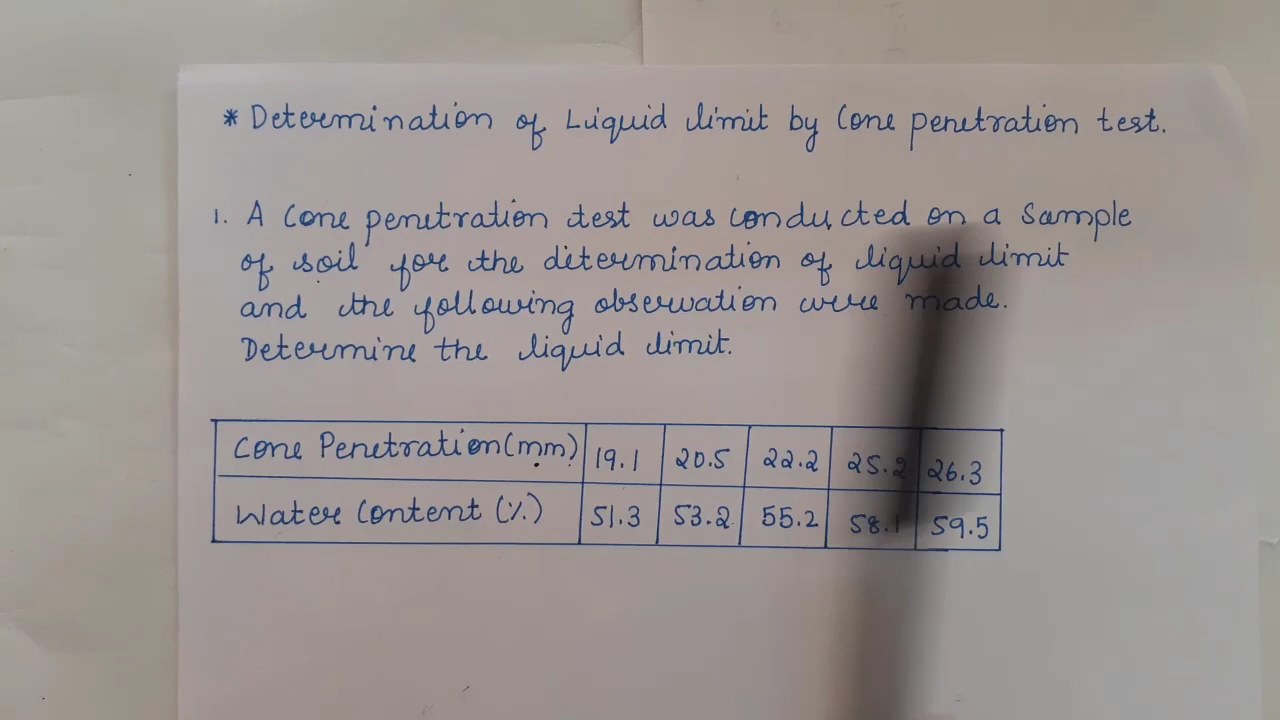 * Determination of Liquid limit by Cone penetration test.
1. A Cone penetration test was conducted on a Sample
of soil for the determination of liquid limit
and the following observation were made.
Determine the liquid limit.
Cone Penetration(mm) 19.1 20.5 22.2 25.2 26.3
Water Content (%) 51.3 53.2 55.2 58.1 59.5